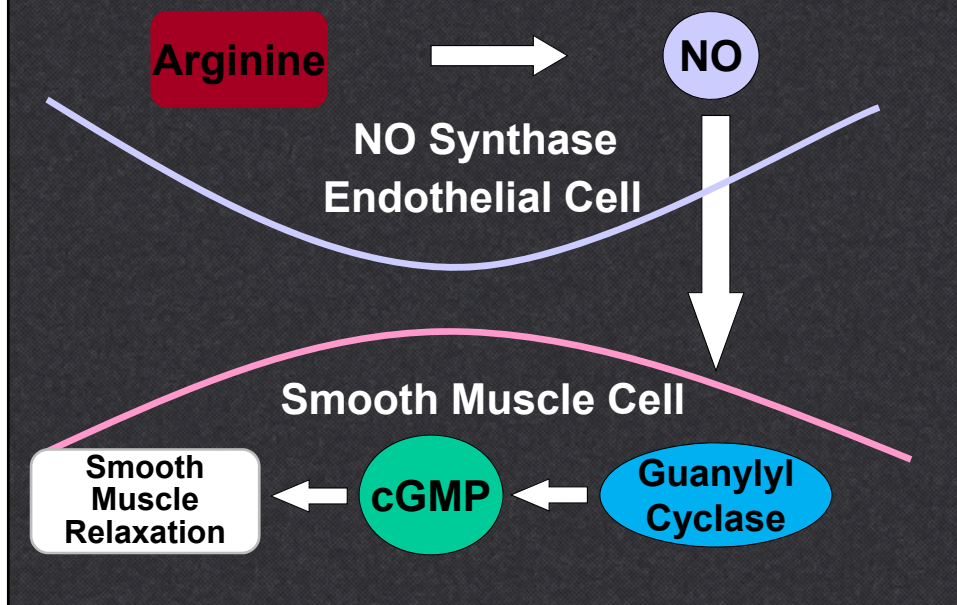 Arginine
NO
NO Synthase
Endothelial Cell
Smooth Muscle Cell
Smooth
Muscle
Relaxation
cGMP
Guanylyl
Cyclase